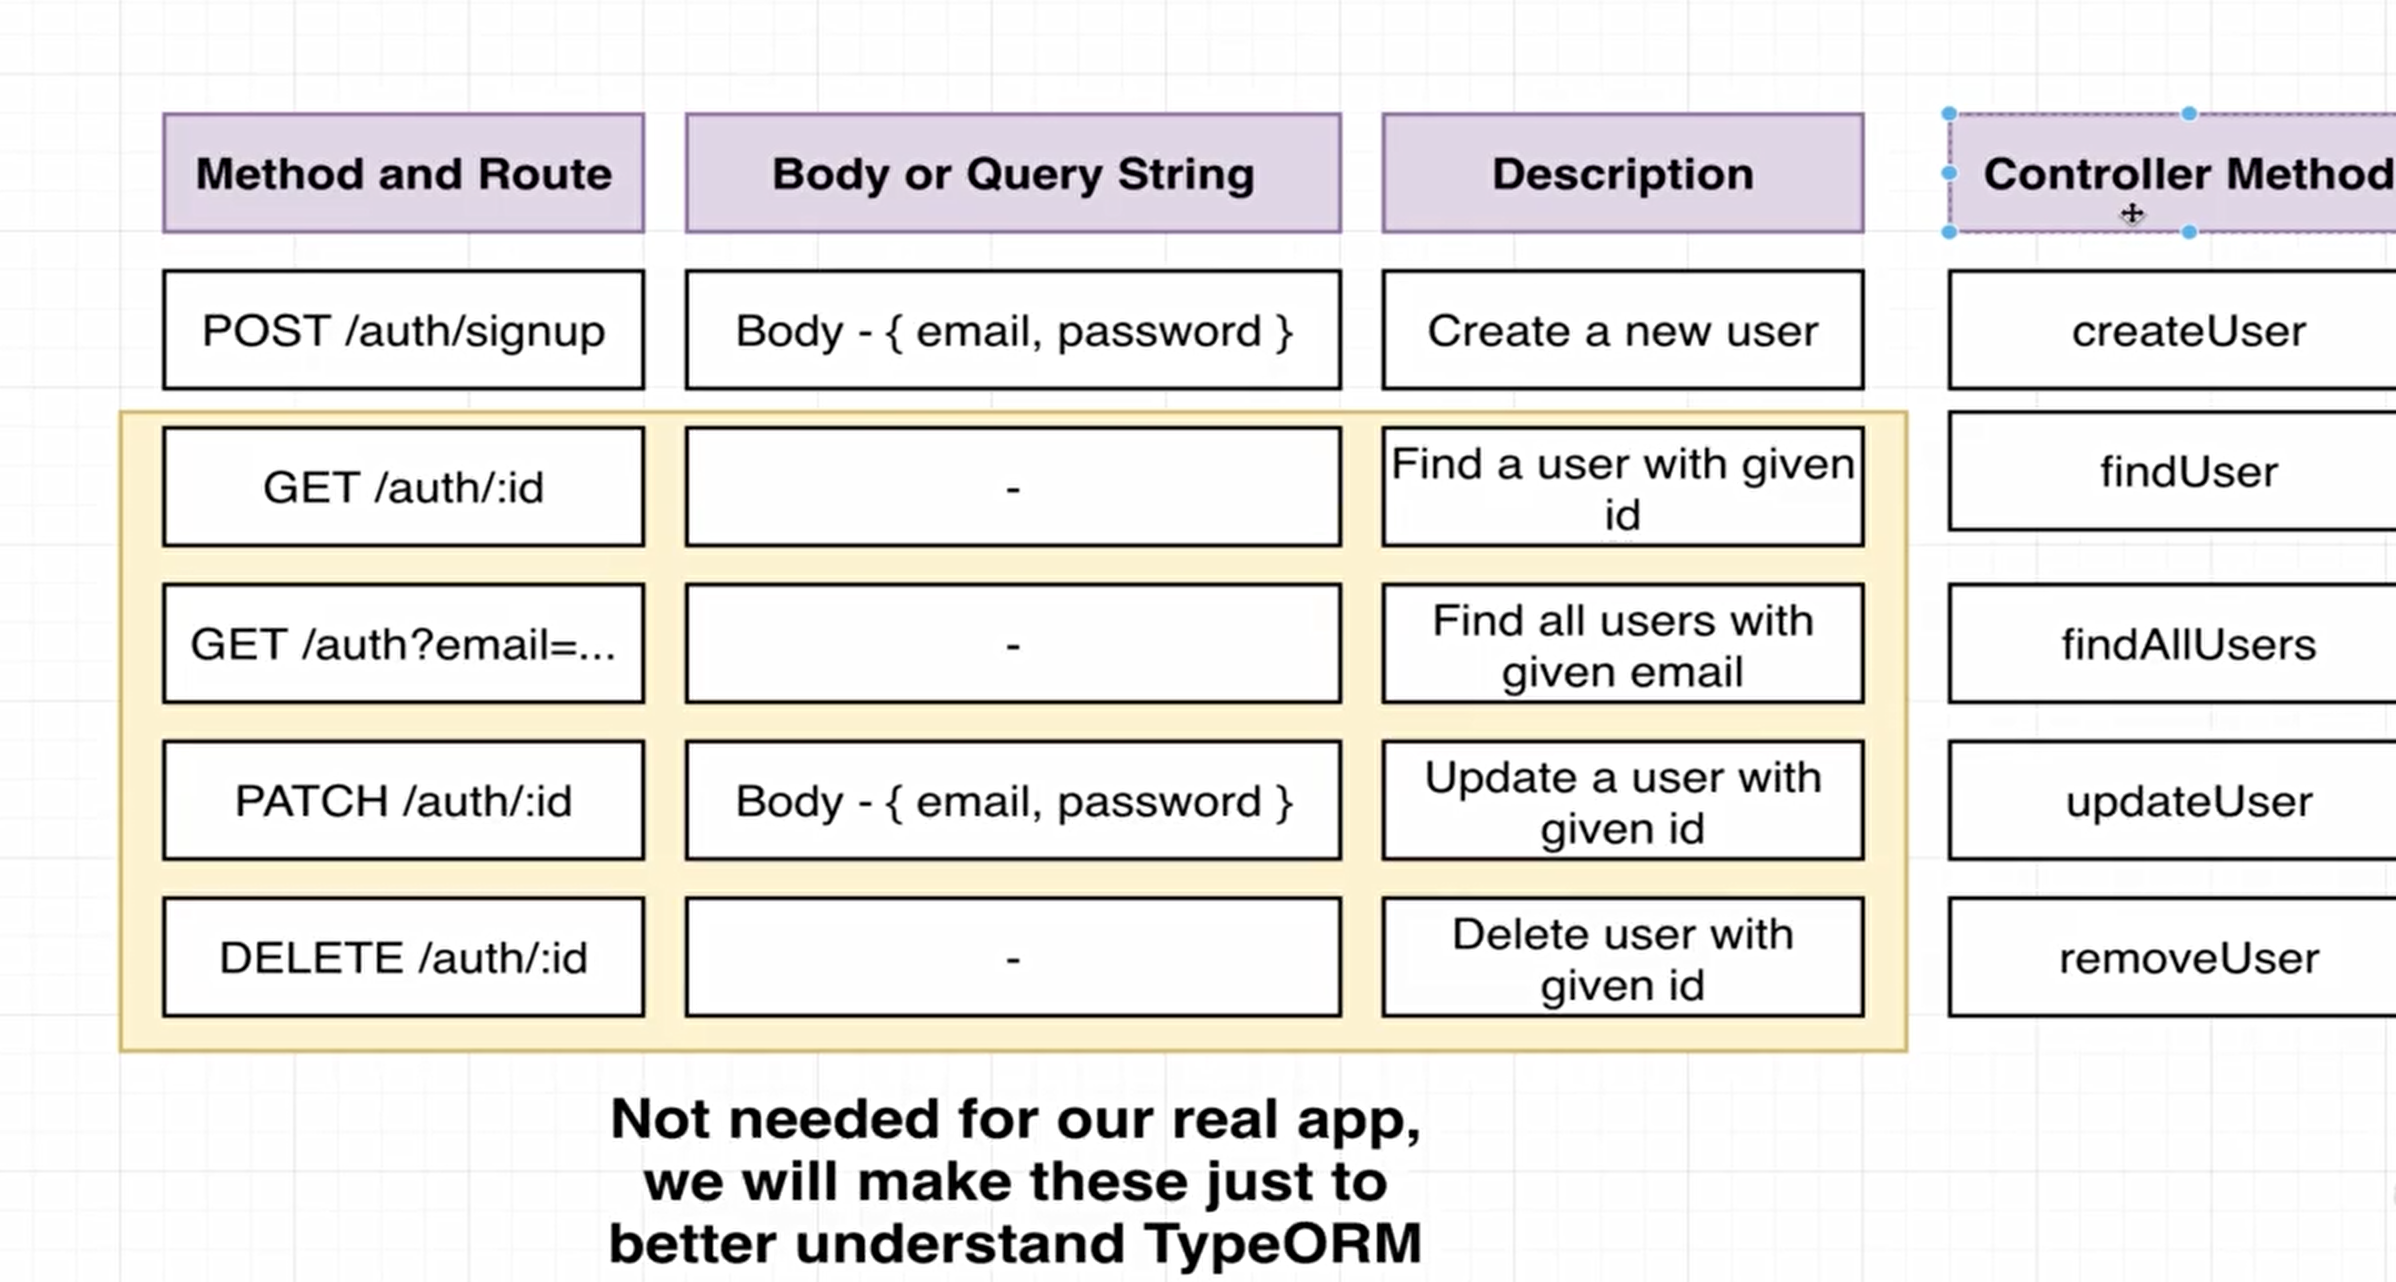 Method and Route
Body or Query String
Description
Controller Method
POST /auth/signup
Body - { email, password }
Create a new user
createUser
GET /auth/:id
-
Find a user with given
id
findUser
GET /auth?email=...
-
Find all users with
given email
findAllUsers
PATCH /auth/:id
Body - { email, password }
Update a user with
given id
updateUser
DELETE /auth/:id
-
Delete user with
given id
removeUser
Not needed for our real app,
we will make these just to
better understand TypeORM